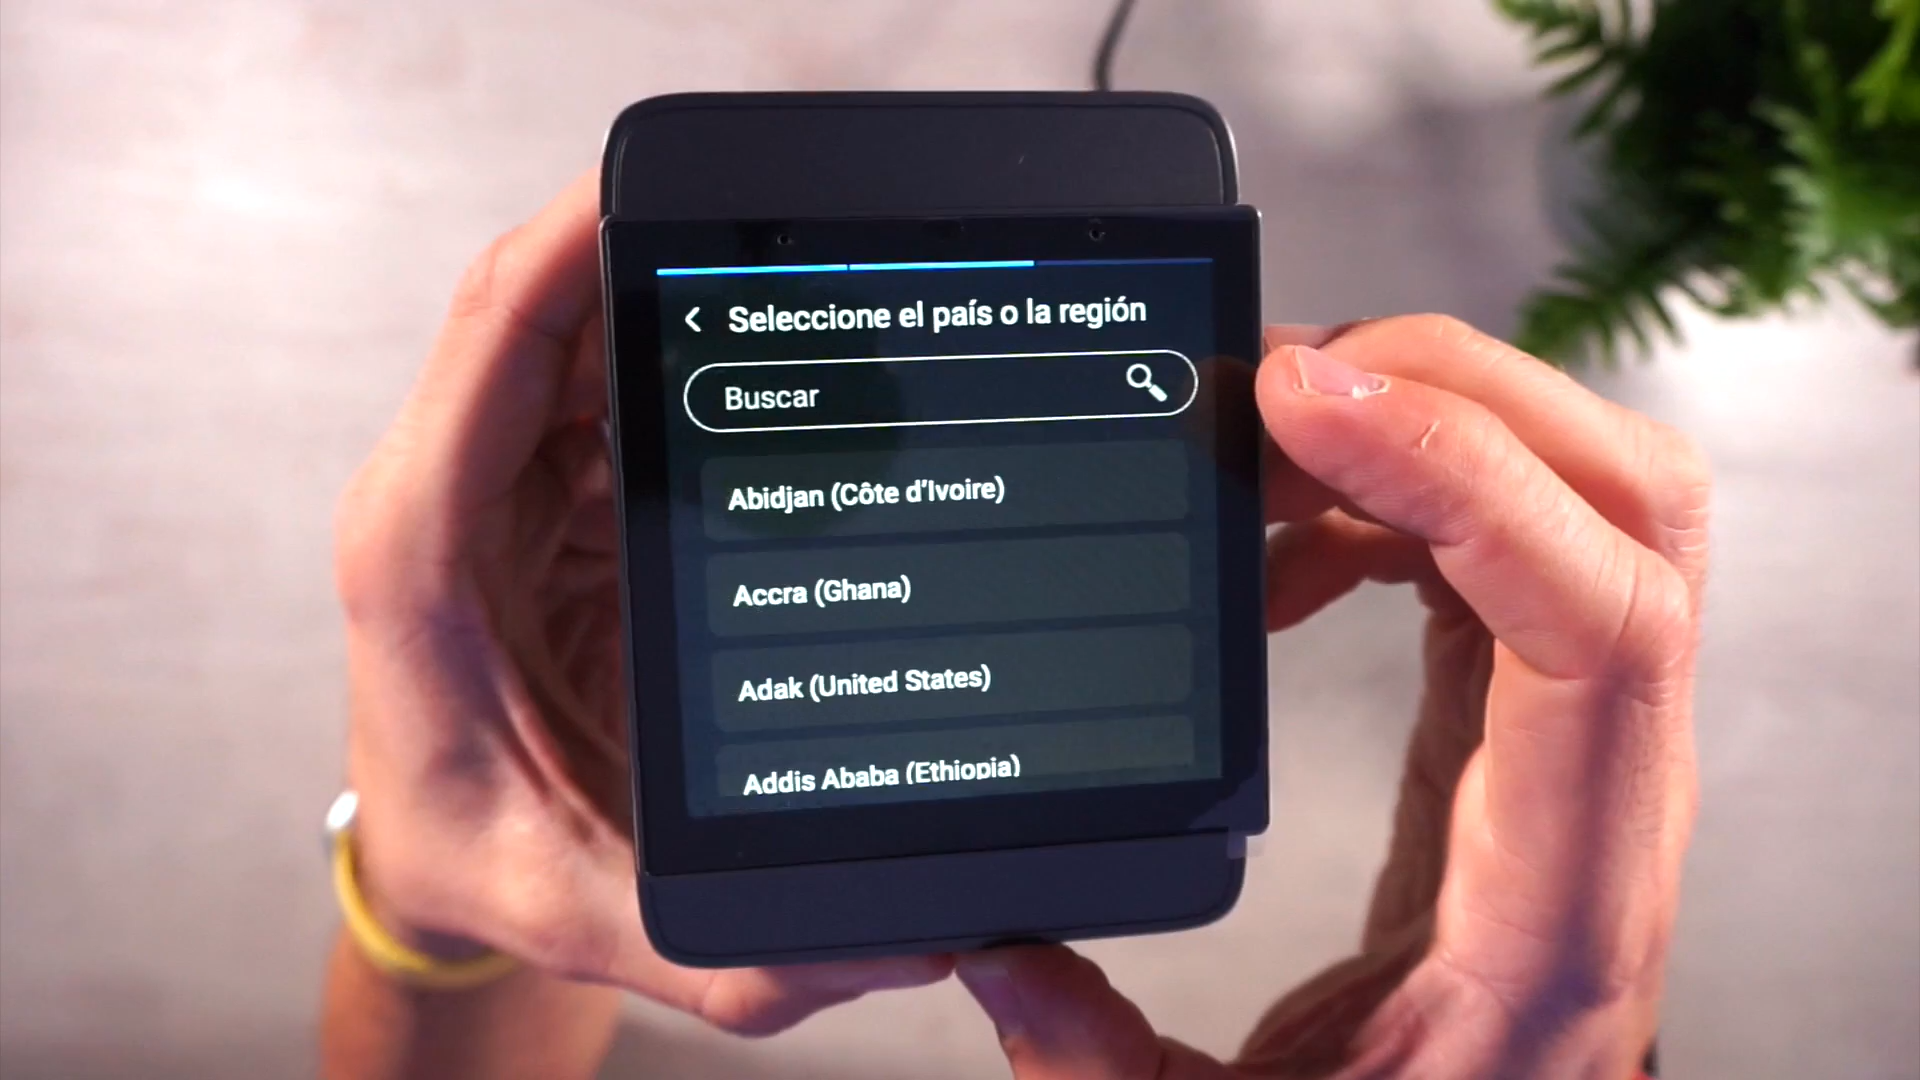 Seleccione el país o la región
Buscar
Abidjan (Côte d’Ivoire)
Accra (Ghana)
Adak (United States)
Addis Ababa (Ethiopia)